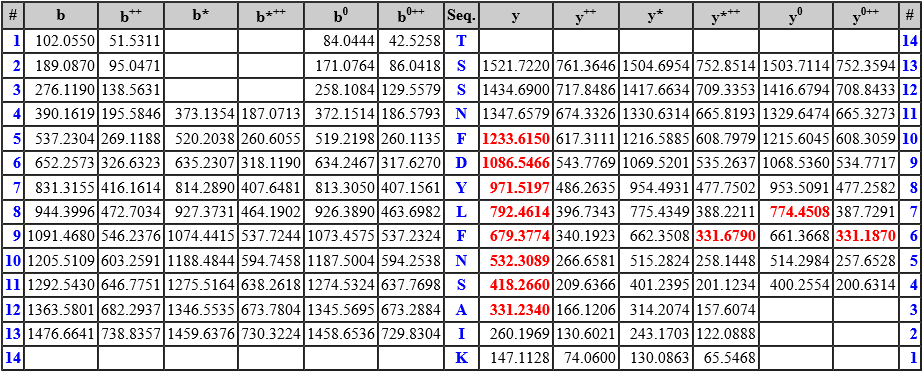 # b b++ b* b*++ b0 b0++ Seq. y y++ y* y*++ y0 y0++ #
1 102.0550 51.5311 84.0444 42.5258 T 14
2 189.0870 95.0471 171.0764 86.0418 S 1521.7220 761.3646 1504.6954 752.8514 1503.7114 752.3594 13
3 276.1190 138.5631 258.1084 129.5579 S 1434.6900 717.8486 1417.6634 709.3353 1416.6794 708.8433 12
4 390.1619 195.5846 373.1354 187.0713 372.1514 186.5793 N 1347.6579 674.3326 1330.6314 665.8193 1329.6474 665.3273 11
5 537.2304 269.1188 520.2038 260.6055 519.2198 260.1135 F 1233.6150 617.3111 1216.5885 608.7979 1215.6045 608.3059 10
6 652.2573 326.6323 635.2307 318.1190 634.2467 317.6270 D 1086.5466 543.7769 1069.5201 535.2637 1068.5360 534.7717 9
7 831.3155 416.1614 814.2890 407.6481 813.3050 407.1561 Y 971.5197 486.2635 954.4931 477.7502 953.5091 477.2582 8
8 944.3996 472.7034 927.3731 464.1902 926.3890 463.6982 L 792.4614 396.7343 775.4349 388.2211 774.4508 387.7291 7
9 1091.4680 546.2376 1074.4415 537.7244 1073.4575 537.2324 F 679.3774 340.1923 662.3508 331.6790 661.3668 331.1870 6
10 1205.5109 603.2591 1188.4844 594.7458 1187.5004 594.2538 N 532.3089 266.6581 515.2824 258.1448 514.2984 257.6528 5
11 1292.5430 646.7751 1275.5164 638.2618 1274.5324 637.7698 S 418.2660 209.6366 401.2395 201.1234 400.2554 200.6314 4
12 1363.5801 682.2937 1346.5535 673.7804 1345.5695 673.2884 A 331.2340 166.1206 314.2074 157.6074 3
13 1476.6641 738.8357 1459.6376 730.3224 1458.6536 729.8304 I 260.1969 130.6021 243.1703 122.0888 2
14 K 147.1128 74.0600 130.0863 65.5468 1